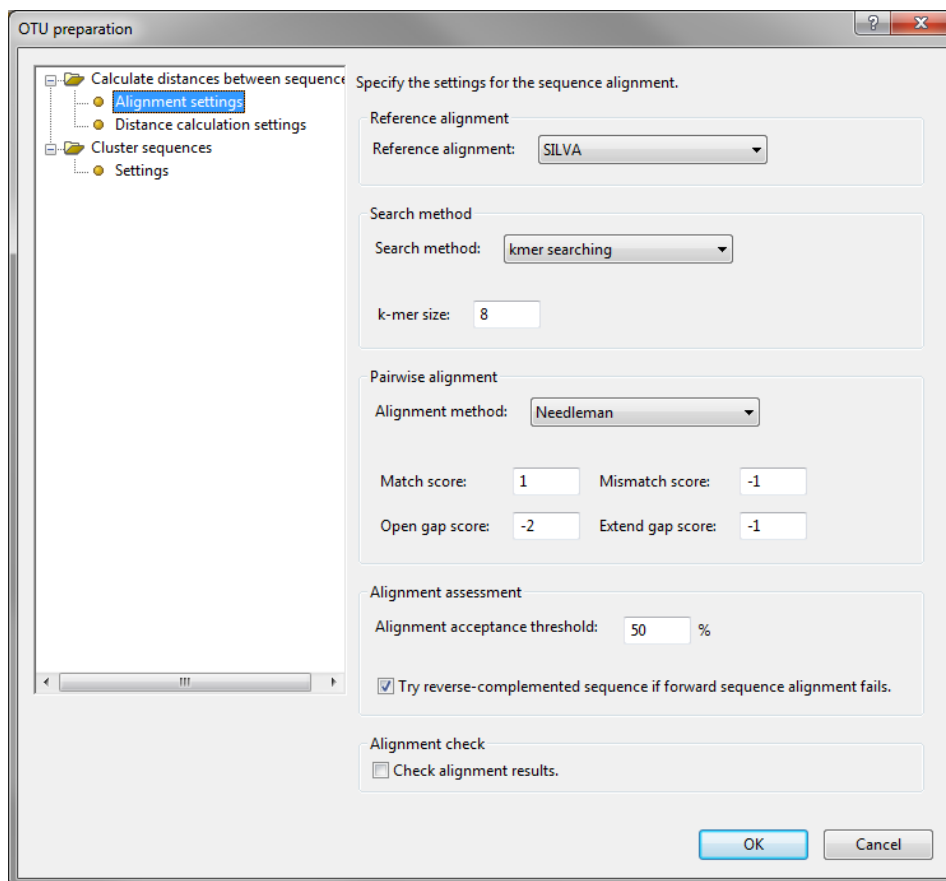 OTU preparation
Calculate distances between sequence
Alignment settings
Distance calculation settings
Cluster sequences
Settings
Specify the settings for the sequence alignment.
Reference alignment
Reference alignment: SILVA
Search method
Search method: kmer searching
k-mer size: 8
Pairwise alignment
Alignment method: Needleman
Match score: 1 Mismatch score: -1
Open gap score: -2 Extend gap score: -1
Alignment assessment
Alignment acceptance threshold: 50 %
Try reverse-complemented sequence if forward sequence alignment fails.
Alignment check
Check alignment results.
OK Cancel